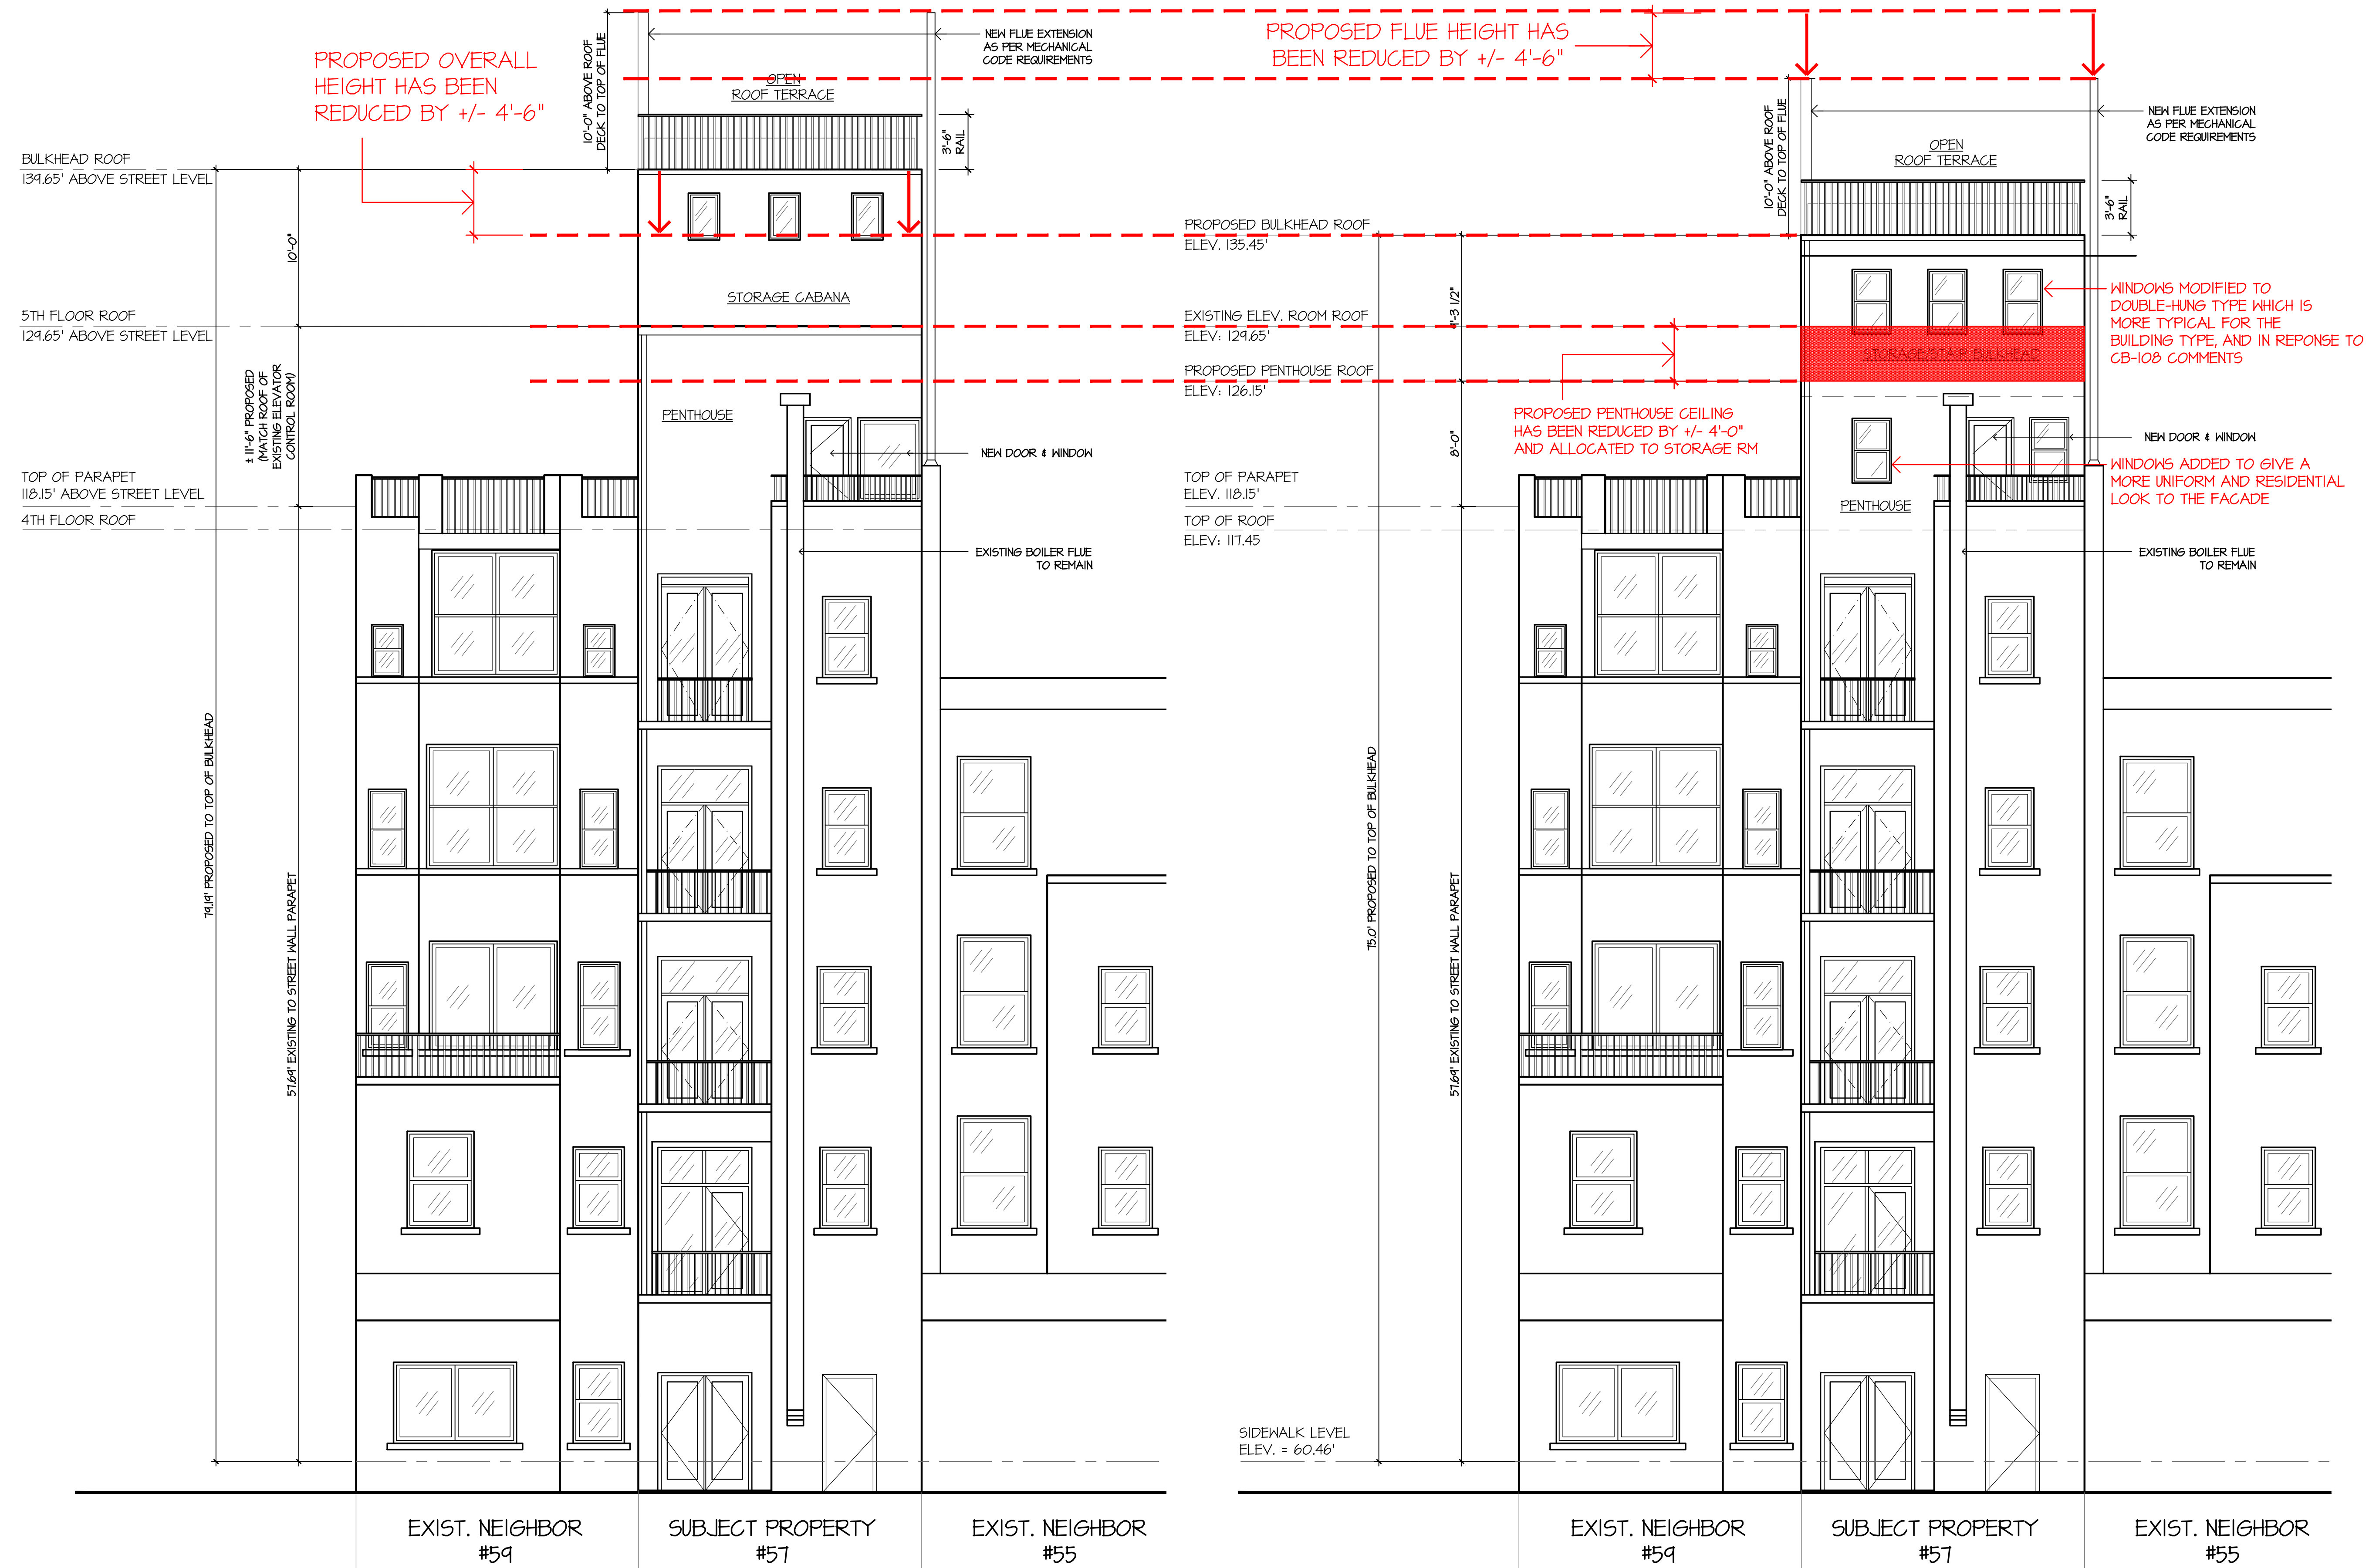 PROPOSED OVERALL
HEIGHT HAS BEEN
REDUCED BY +/- 4'-6"
10'-0" ABOVE ROOF
DECK TO TOP OF FLUE
NEW FLUE EXTENSION
AS PER MECHANICAL
CODE REQUIREMENTS
OPEN
ROOF TERRACE
3'-6"
RAIL
BULKHEAD ROOF
139.65' ABOVE STREET LEVEL
10'-0"
STORAGE CABANA
5TH FLOOR ROOF
129.65' ABOVE STREET LEVEL
± 11'-6" PROPOSED
(MATCH ROOF OF
EXISTING ELEVATOR
CONTROL ROOM)
PENTHOUSE
NEW DOOR & WINDOW
TOP OF PARAPET
118.15' ABOVE STREET LEVEL
4TH FLOOR ROOF
EXISTING BOILER FLUE
TO REMAIN
79.19' PROPOSED TO TOP OF BULKHEAD
57.69' EXISTING TO STREET WALL PARAPET
EXIST. NEIGHBOR
#59
SUBJECT PROPERTY
#57
EXIST. NEIGHBOR
#55
PROPOSED FLUE HEIGHT HAS
BEEN REDUCED BY +/- 4'-6"
10'-0" ABOVE ROOF
DECK TO TOP OF FLUE
NEW FLUE EXTENSION
AS PER MECHANICAL
CODE REQUIREMENTS
OPEN
ROOF TERRACE
3'-6"
RAIL
PROPOSED BULKHEAD ROOF
ELEV. 135.45'
WINDOWS MODIFIED TO
DOUBLE-HUNG TYPE WHICH IS
MORE TYPICAL FOR THE
BUILDING TYPE, AND IN REPONSE TO
CB-108 COMMENTS
EXISTING ELEV. ROOM ROOF
ELEV: 129.65'
9'-3 1/2"
STORAGE/STAIR BULKHEAD
PROPOSED PENTHOUSE ROOF
ELEV: 126.15'
PROPOSED PENTHOUSE CEILING
HAS BEEN REDUCED BY +/- 4'-0"
AND ALLOCATED TO STORAGE RM
8'-0"
NEW DOOR & WINDOW
WINDOWS ADDED TO GIVE A
MORE UNIFORM AND RESIDENTIAL
LOOK TO THE FACADE
TOP OF PARAPET
ELEV. 118.15'
PENTHOUSE
TOP OF ROOF
ELEV: 117.45
EXISTING BOILER FLUE
TO REMAIN
75.0' PROPOSED TO TOP OF BULKHEAD
57.69' EXISTING TO STREET WALL PARAPET
SIDEWALK LEVEL
ELEV. = 60.46'
EXIST. NEIGHBOR
#59
SUBJECT PROPERTY
#57
EXIST. NEIGHBOR
#55